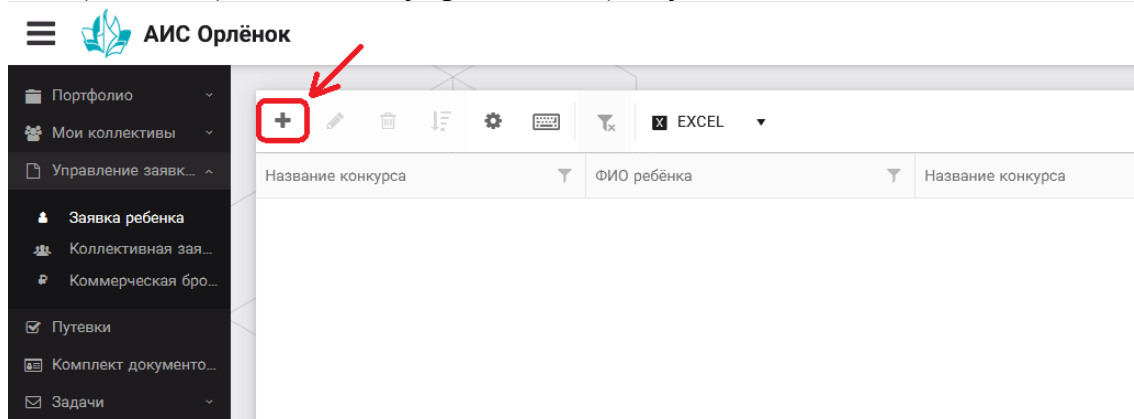 АИС Орлёнок
Портфолио
Мои коллективы
Управление заявк...
Заявка ребенка
Коллективная зая...
Коммерческая бро...
Путевки
Комплект документо...
Задачи
X EXCEL
Название конкурса ФИО ребёнка Название конкурса